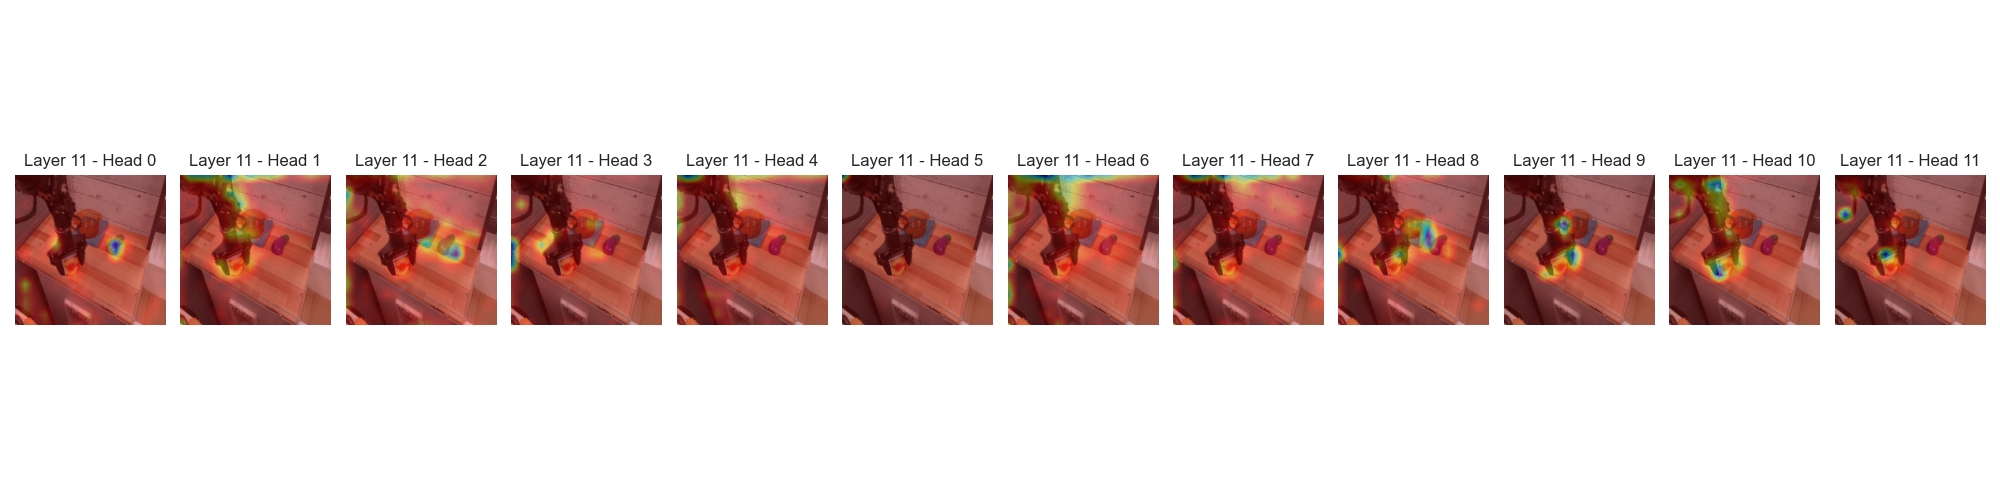 Layer 11 - Head 0
Layer 11 - Head 1
Layer 11 - Head 2
Layer 11 - Head 3
Layer 11 - Head 4
Layer 11 - Head 5
Layer 11 - Head 6
Layer 11 - Head 7
Layer 11 - Head 8
Layer 11 - Head 9
Layer 11 - Head 10
Layer 11 - Head 11